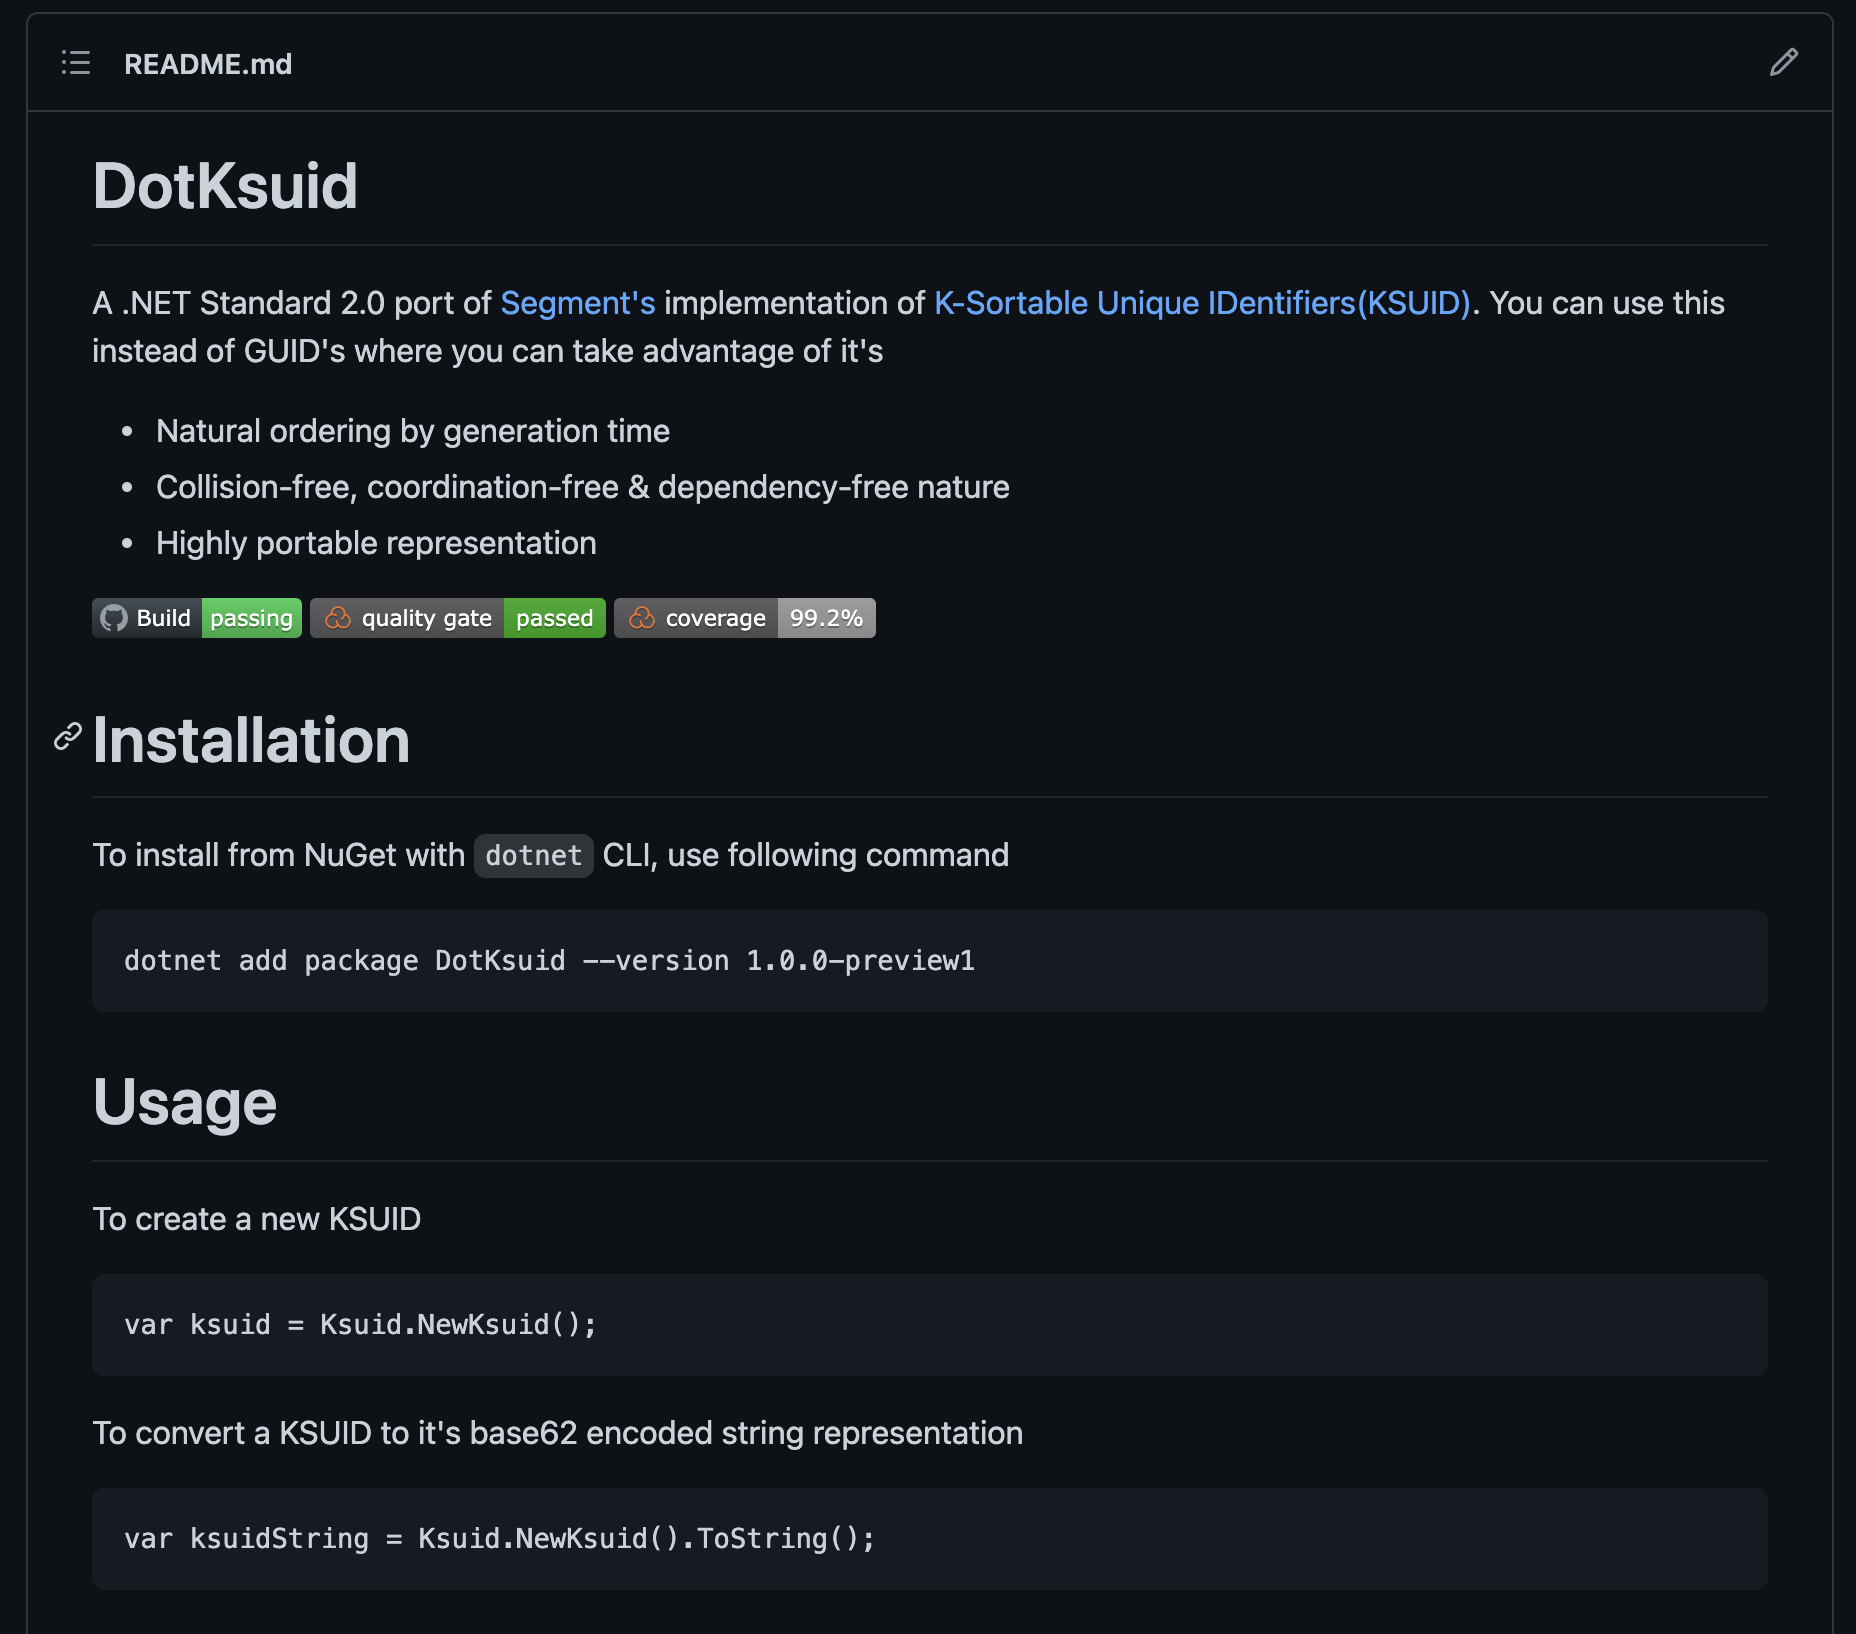 README.md
DotKsuid
A .NET Standard 2.0 port of Segment's implementation of K-Sortable Unique IDentifiers(KSUID). You can use this
instead of GUID's where you can take advantage of it's
• Natural ordering by generation time
• Collision-free, coordination-free & dependency-free nature
• Highly portable representation
Build passing quality gate passed coverage 99.2%
Installation
To install from NuGet with dotnet CLI, use following command
dotnet add package DotKsuid --version 1.0.0-preview1
Usage
To create a new KSUID
var ksuid = Ksuid.NewKsuid();
To convert a KSUID to it's base62 encoded string representation
var ksuidString = Ksuid.NewKsuid().ToString();